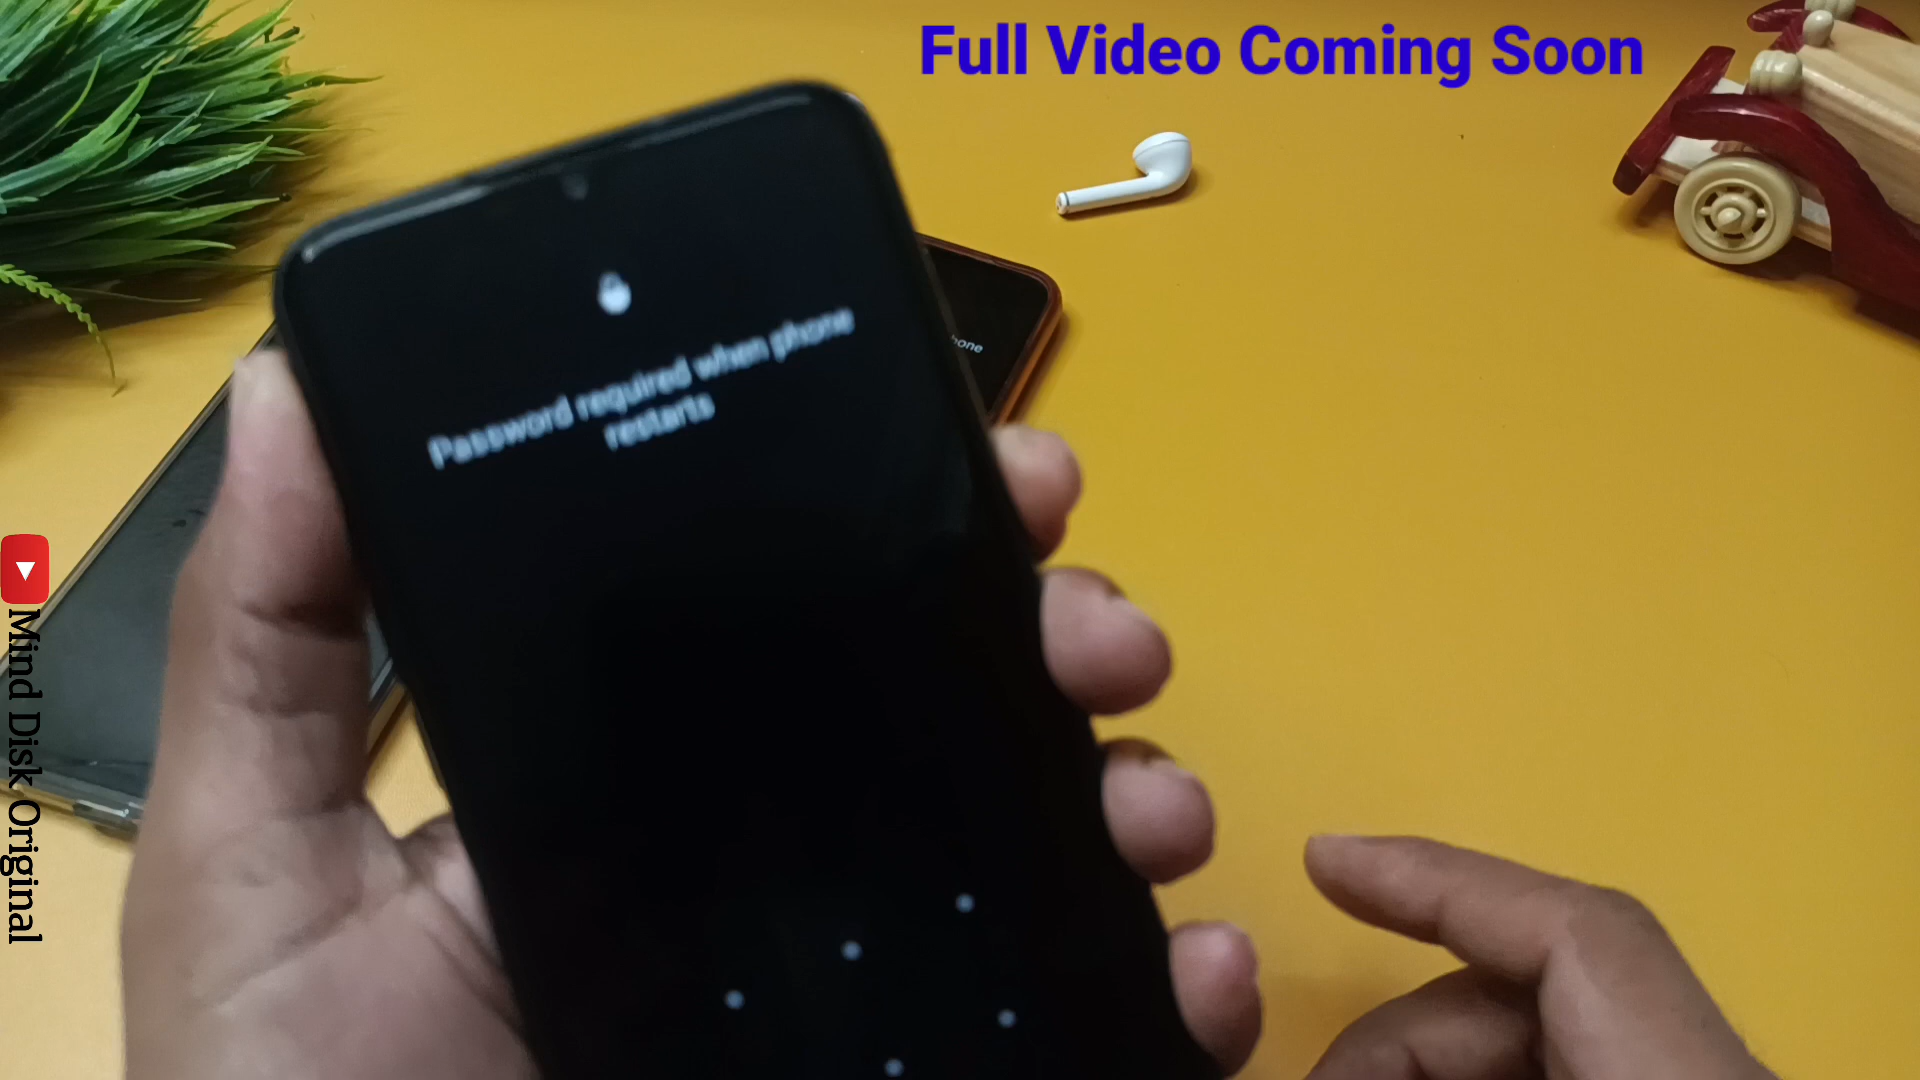 Full Video Coming Soon
Password required when phone
restarts
Mind Disk Original